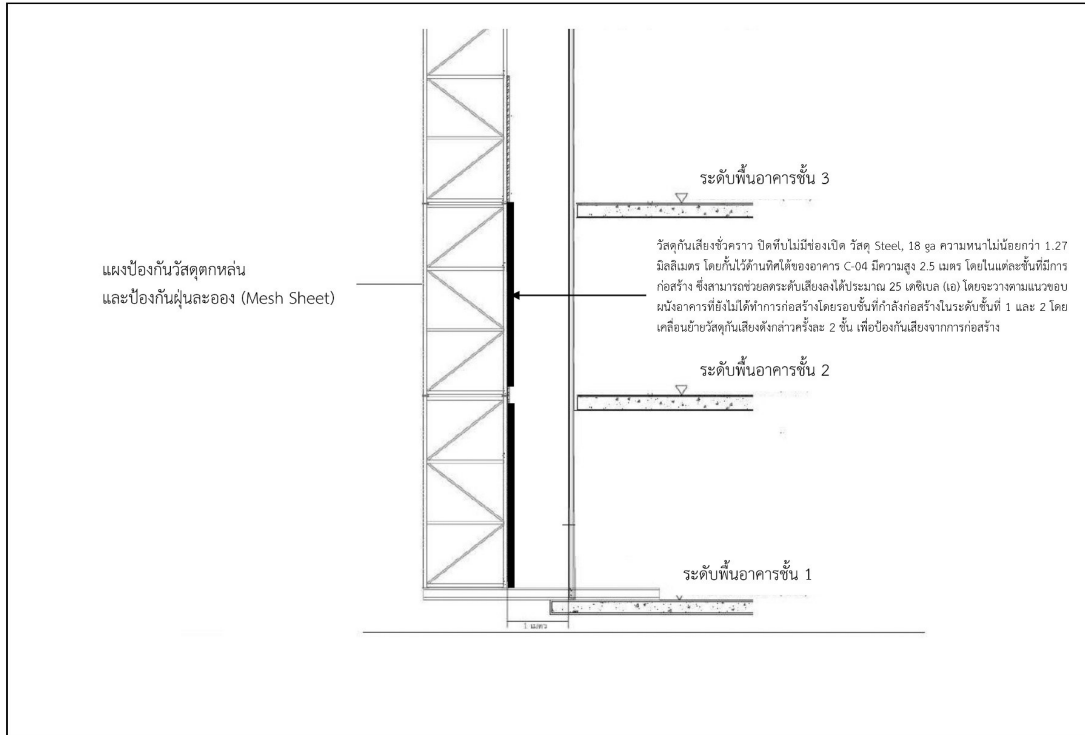 ระดับพื้นอาคารชั้น 3
วัสดุกันเสียงชั่วคราว ปิดทึบไม่มีช่องเปิด วัสดุ Steel, 18 ga ความหนาไม่น้อยกว่า 1.27
มิลลิเมตร โดยกั้นไว้ด้านทิศใต้ของอาคาร C-04 มีความสูง 2.5 เมตร โดยในแต่ละชั้นที่มีการ
ก่อสร้าง ซึ่งสามารถช่วยลดระดับเสียงลงได้ประมาณ 25 เดซิเบล (เอ) โดยจะวางตามแนวขอบ
ผนังอาคารที่ยังไม่ได้ทำการก่อสร้างโดยรอบชั้นที่กำลังก่อสร้างในระดับชั้นที่ 1 และ 2 โดย
เคลื่อนย้ายวัสดุกันเสียงดังกล่าวครั้งละ 2 ชั้น เพื่อป้องกันเสียงจากการก่อสร้าง
แผงป้องกันวัสดุตกหล่น
และป้องกันฝุ่นละออง (Mesh Sheet)
ระดับพื้นอาคารชั้น 2
ระดับพื้นอาคารชั้น 1
1 เมตร